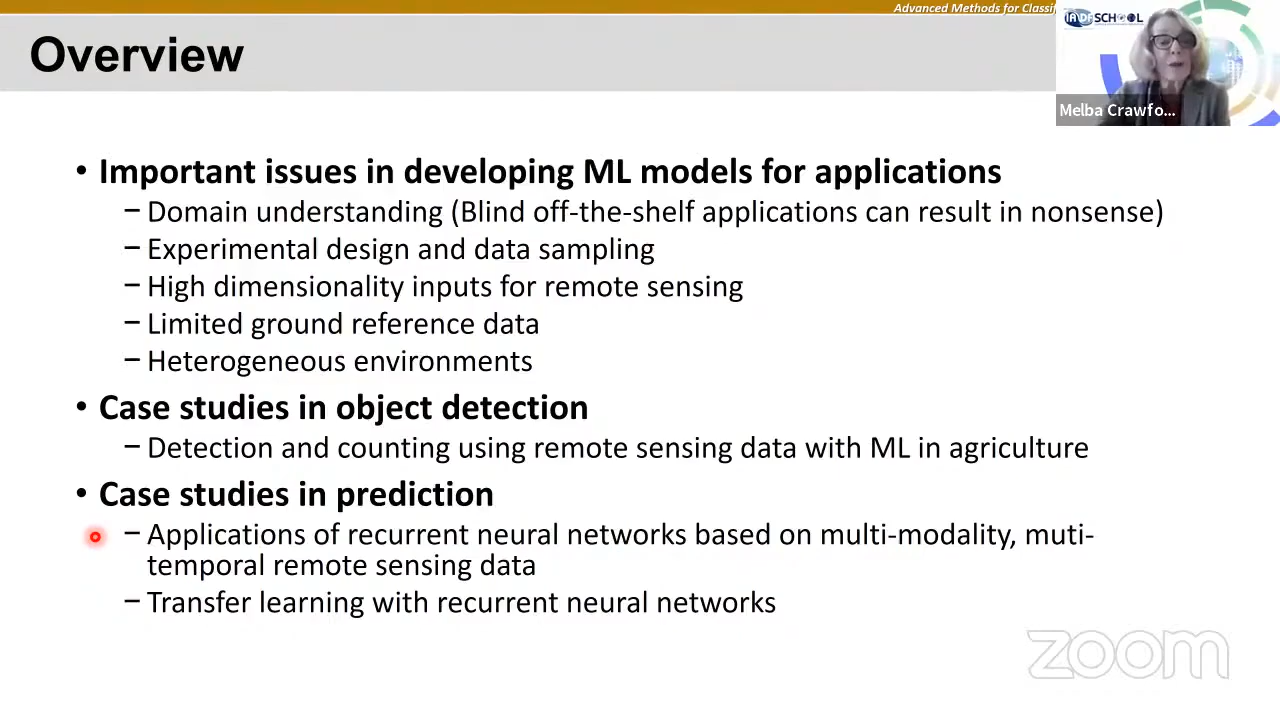 Advanced Methods for Classif
IADFSCHOOL
Overview
Melba Crawfo...
• Important issues in developing ML models for applications
– Domain understanding (Blind off-the-shelf applications can result in nonsense)
– Experimental design and data sampling
– High dimensionality inputs for remote sensing
– Limited ground reference data
– Heterogeneous environments
• Case studies in object detection
– Detection and counting using remote sensing data with ML in agriculture
• Case studies in prediction
– Applications of recurrent neural networks based on multi-modality, muti-
temporal remote sensing data
– Transfer learning with recurrent neural networks
zoom